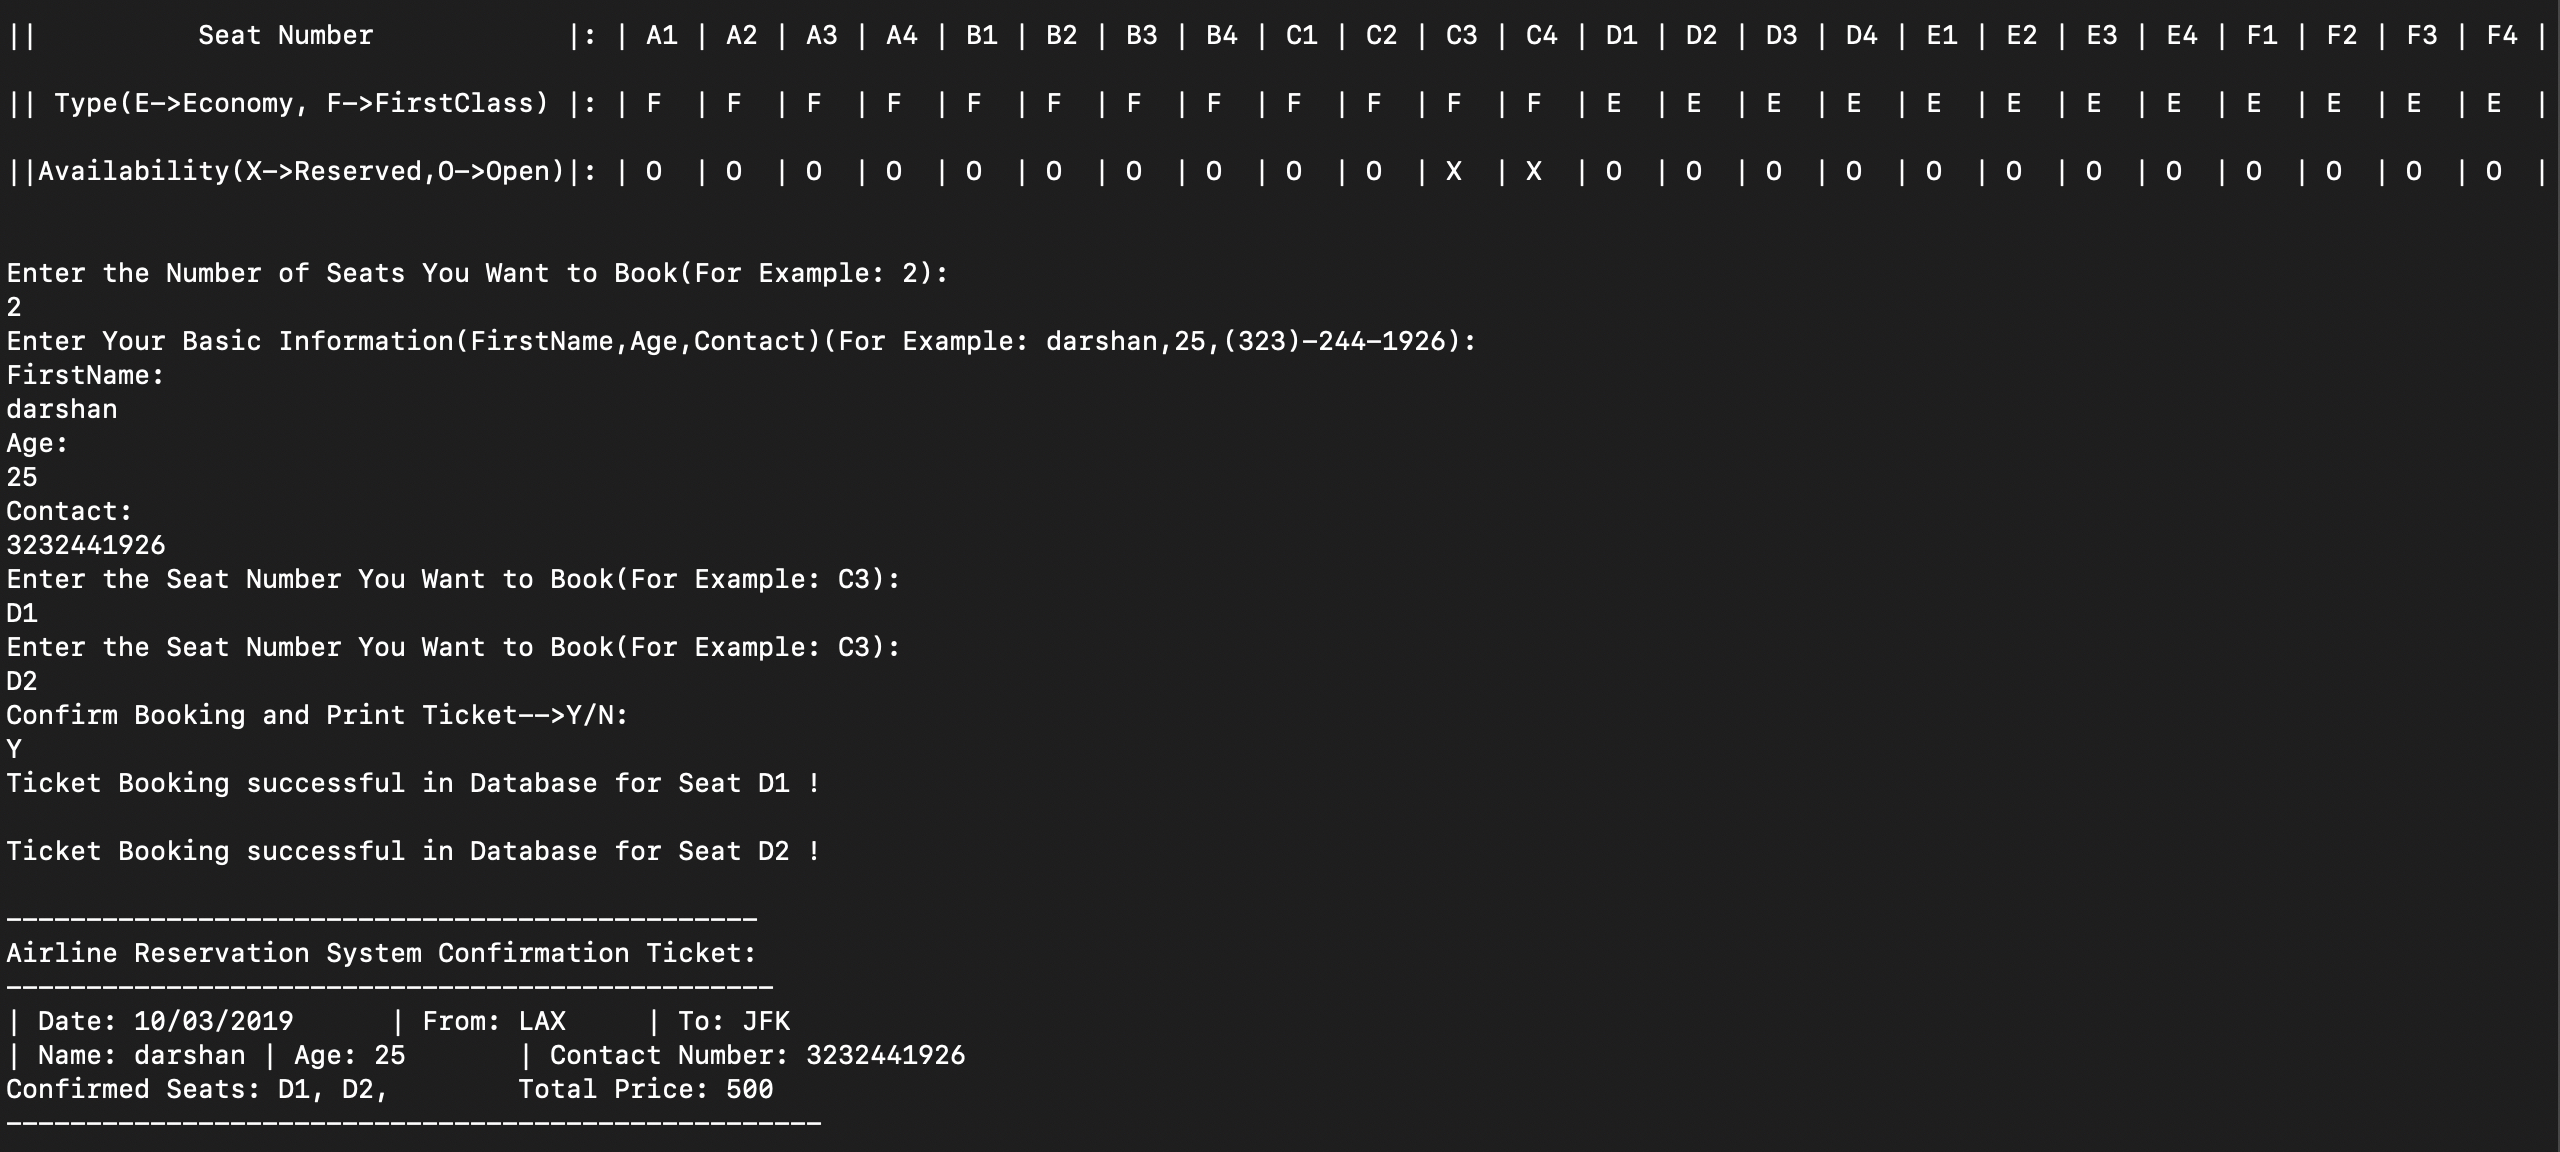 ||          Seat Number            |: | A1 | A2 | A3 | A4 | B1 | B2 | B3 | B4 | C1 | C2 | C3 | C4 | D1 | D2 | D3 | D4 | E1 | E2 | E3 | E4 | F1 | F2 | F3 | F4 |
|| Type(E->Economy, F->FirstClass) |: | F  | F  | F  | F  | F  | F  | F  | F  | F  | F  | F  | F  | E  | E  | E  | E  | E  | E  | E  | E  | E  | E  | E  | E  |
||Availability(X->Reserved,O->Open)|: | O  | O  | O  | O  | O  | O  | O  | O  | O  | O  | X  | X  | O  | O  | O  | O  | O  | O  | O  | O  | O  | O  | O  | O  |
Enter the Number of Seats You Want to Book(For Example: 2):
2
Enter Your Basic Information(FirstName,Age,Contact)(For Example: darshan,25,(323)-244-1926):
FirstName:
darshan
Age:
25
Contact:
3232441926
Enter the Seat Number You Want to Book(For Example: C3):
D1
Enter the Seat Number You Want to Book(For Example: C3):
D2
Confirm Booking and Print Ticket-->Y/N:
Y
Ticket Booking successful in Database for Seat D1 !
Ticket Booking successful in Database for Seat D2 !
-----------------------------------------------
Airline Reservation System Confirmation Ticket:
------------------------------------------------
| Date: 10/03/2019      | From: LAX     | To: JFK
| Name: darshan | Age: 25       | Contact Number: 3232441926
Confirmed Seats: D1, D2,        Total Price: 500
---------------------------------------------------